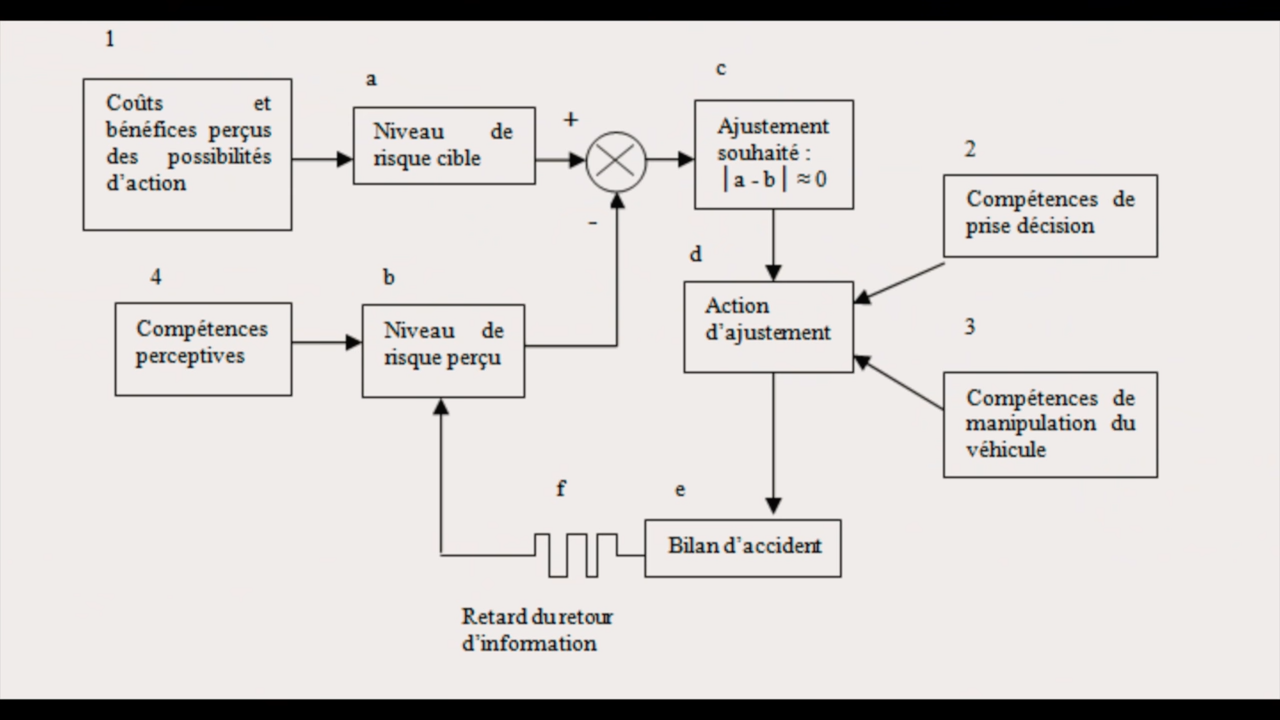 1
Coûts et
bénéfices perçus
des possibilités
d'action
a
Niveau de
risque cible
+
-
c
Ajustement
souhaité :
|a - b| ≈ 0
2
Compétences de
prise décision
4
Compétences
perceptives
b
Niveau de
risque perçu
d
Action
d'ajustement
3
Compétences de
manipulation du
véhicule
f
e
Bilan d'accident
Retard du retour
d'information